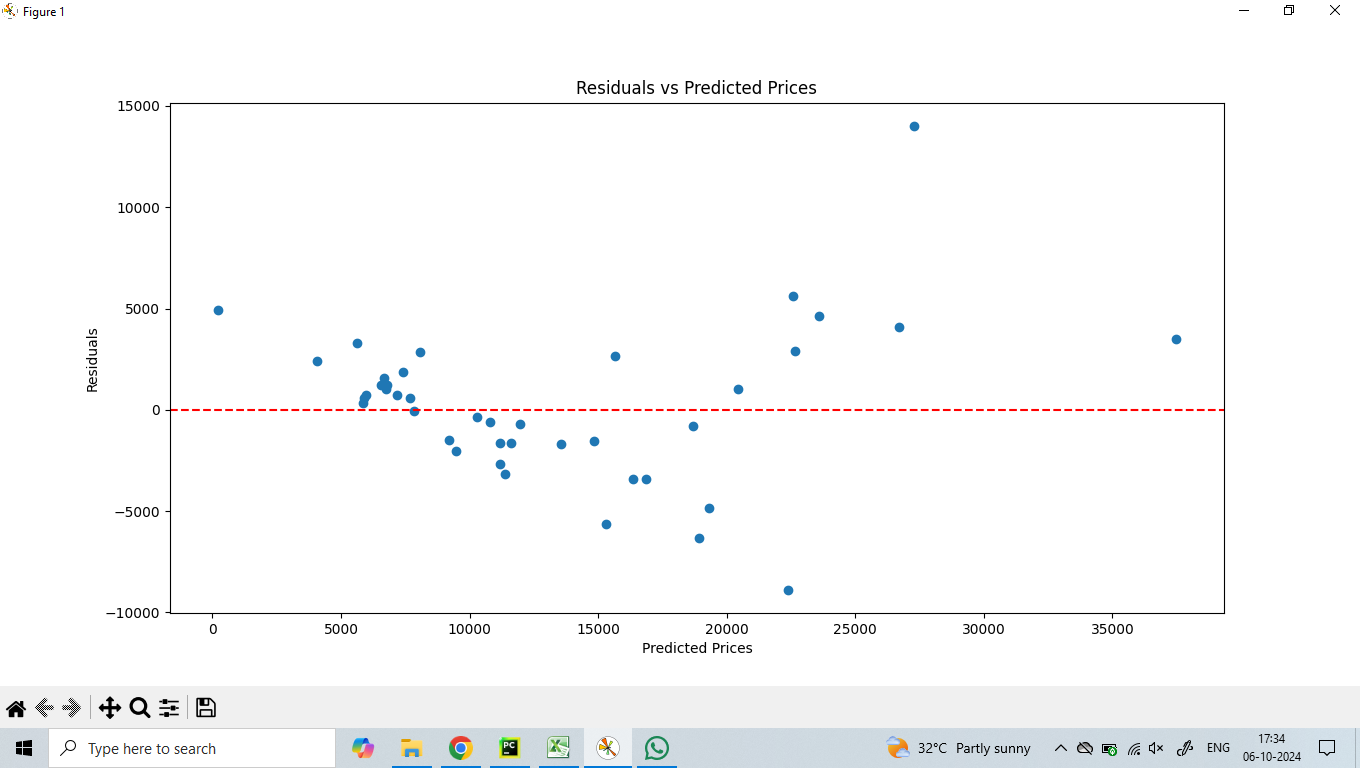 Figure 1
Residuals vs Predicted Prices
15000
10000
5000
0
−5000
−10000
Residuals
0 5000 10000 15000 20000 25000 30000 35000
Predicted Prices
Type here to search
PC
32°C Partly sunny
ENG
17:34
06-10-2024